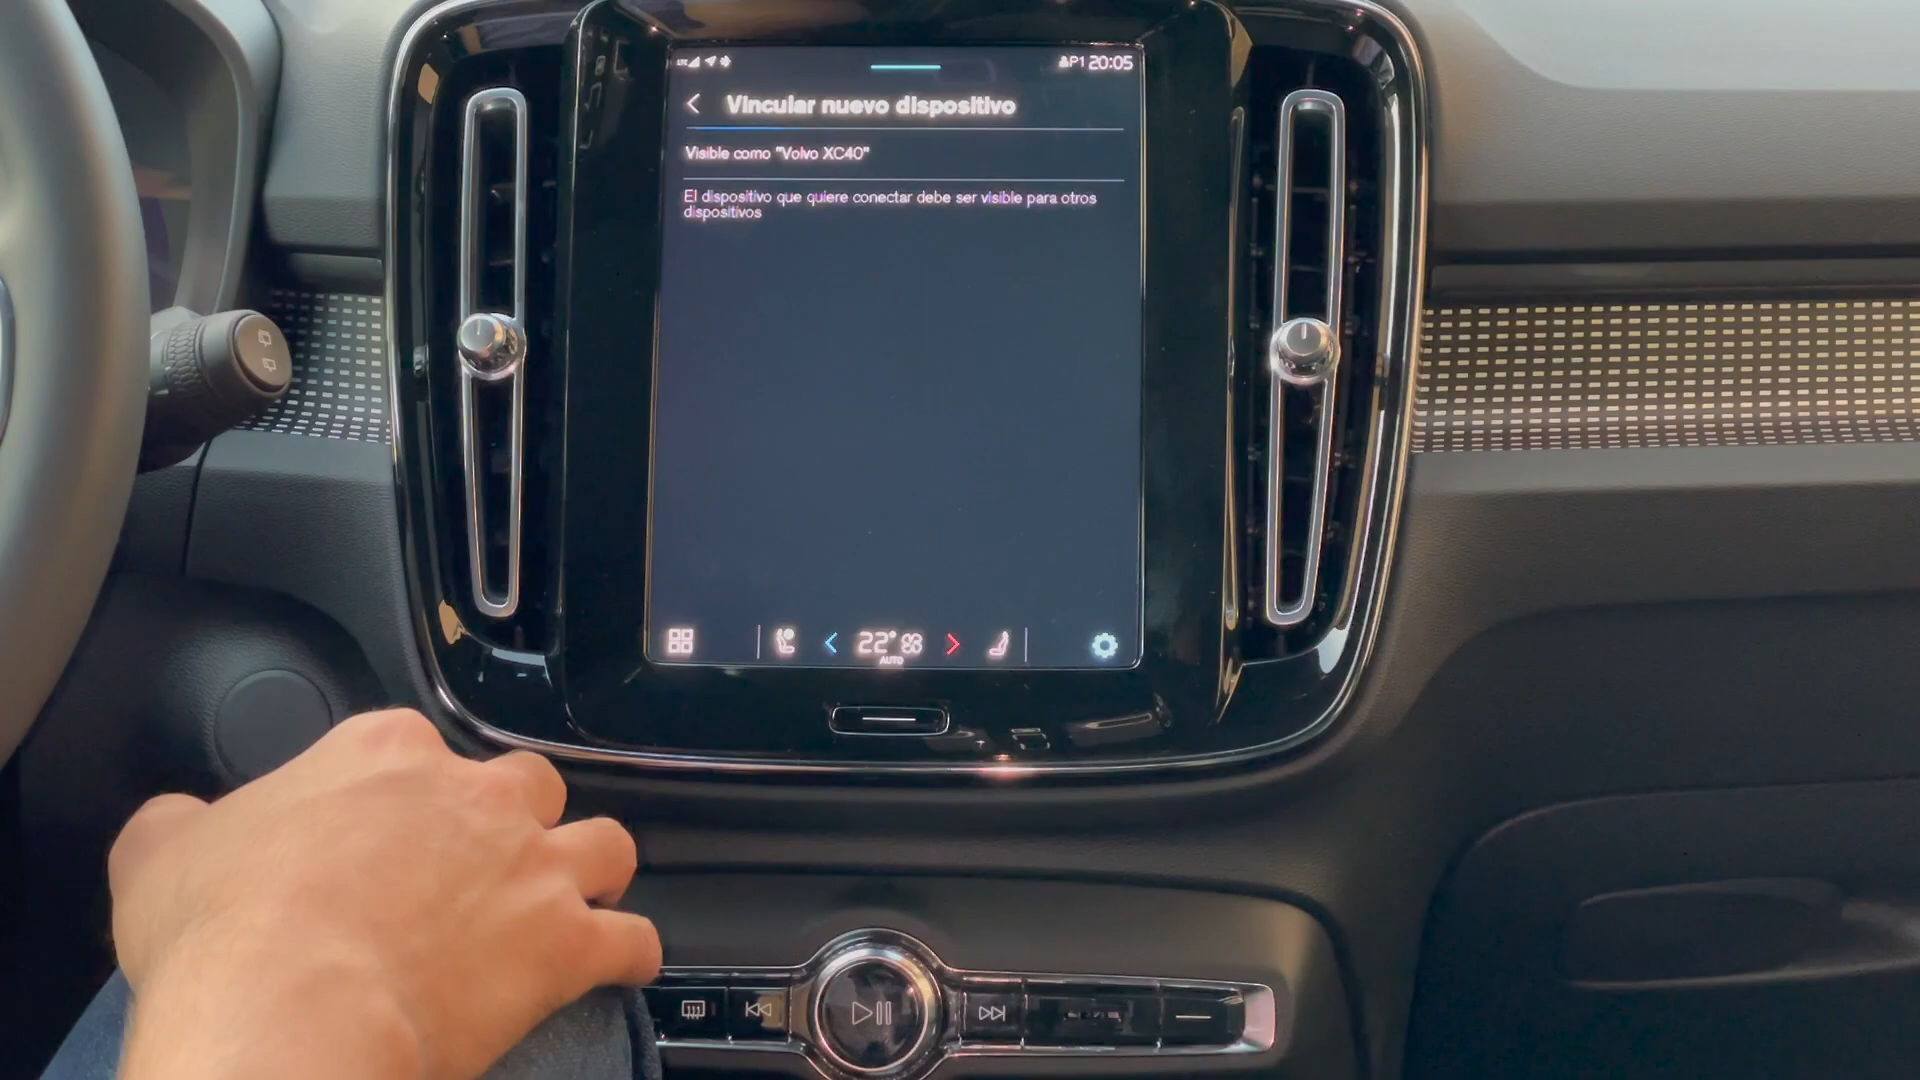 LTE P1 20:05
Vincular nuevo dispositivo
Visible como "Volvo XC40"
El dispositivo que quiere conectar debe ser visible para otros
dispositivos
22°
AUTO